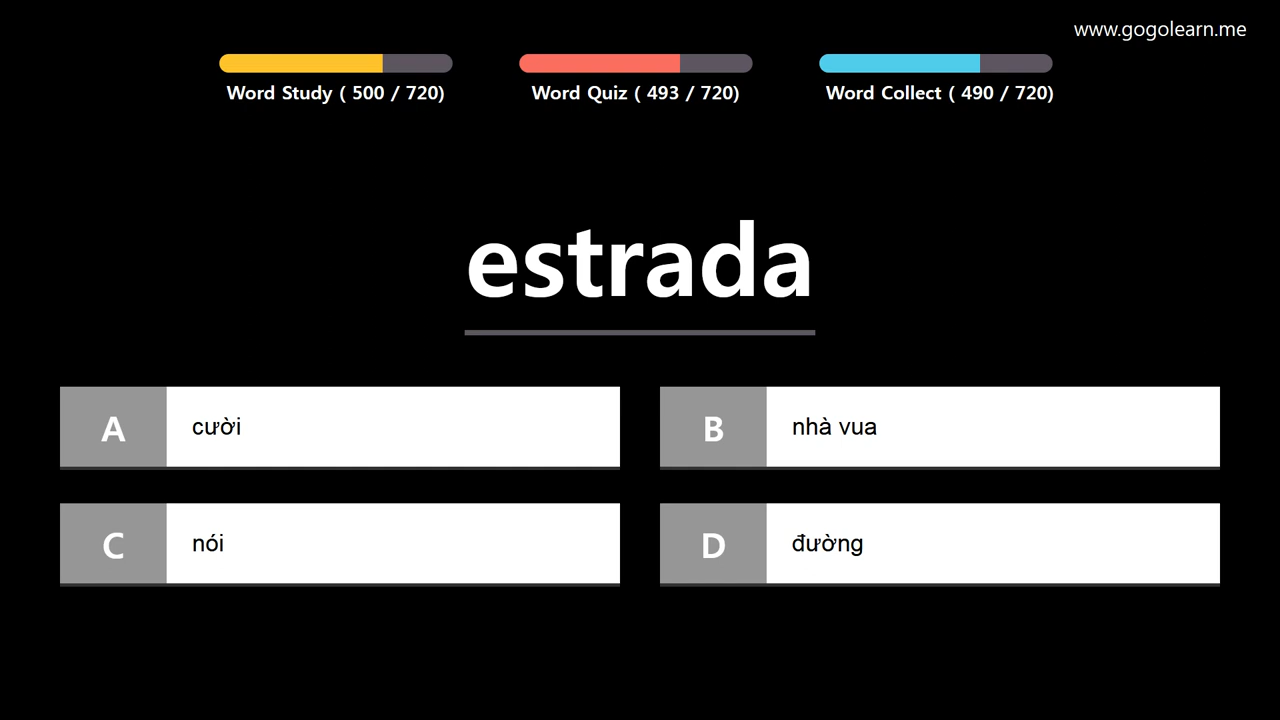 www.gogolearn.me
Word Study ( 500 / 720)
Word Quiz ( 493 / 720)
Word Collect ( 490 / 720)
estrada
A
cười
B
nhà vua
C
nói
D
đường